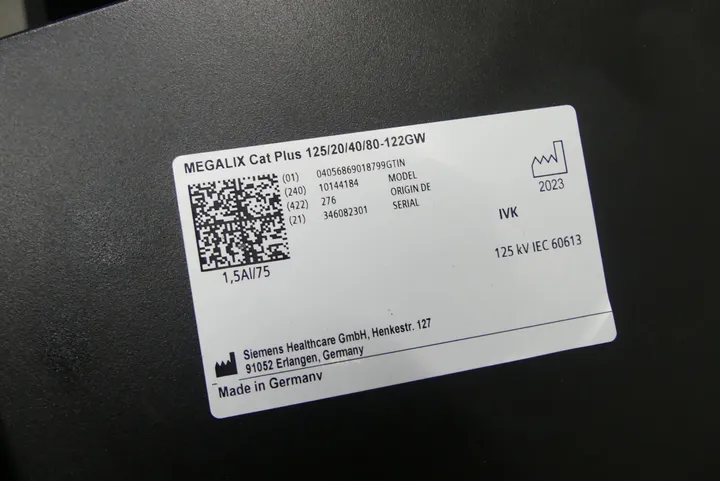 MEGALIX Cat Plus 125/20/40/80-122GW
(01) 04056869018799GTIN
(240) 10144184 MODEL
(422) 276 ORIGIN DE
(21) 346082301 SERIAL
2023
IVK
125 kV IEC 60613
1,5Al/75
Siemens Healthcare GmbH, Henkestr. 127
91052 Erlangen, Germany
Made in Germany